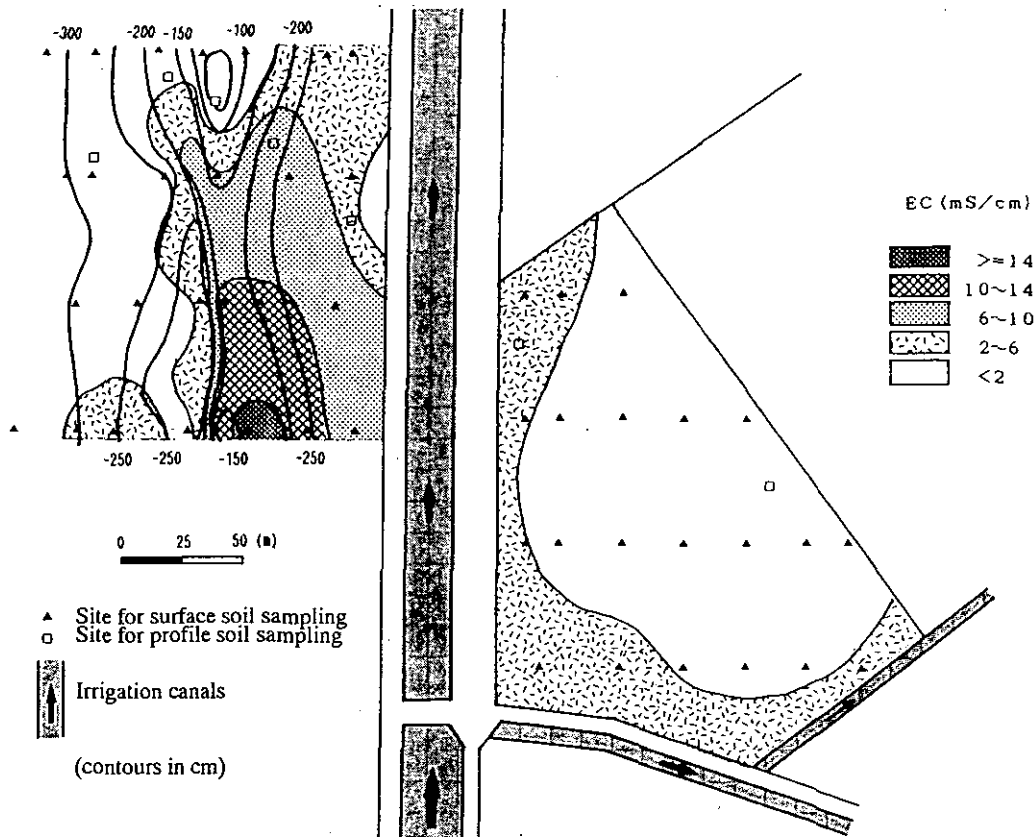 -300 -200 -150 -100 -200
-250 -250 -150 -250
EC (mS/cm)
>=14
10~14
6~10
2~6
<2
0 25 50 (m)
Site for surface soil sampling
Site for profile soil sampling
Irrigation canals
(contours in cm)